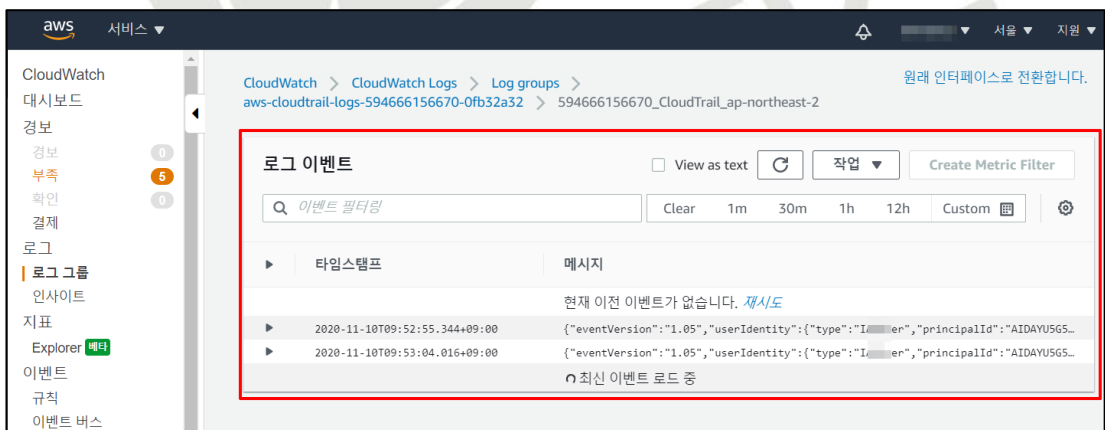 aws 서비스 ▼ 서울 ▼ 지원 ▼
CloudWatch
대시보드
경보
경보 0
부족 5
확인 0
결제
로그
로그 그룹
인사이트
지표
Explorer 베타
이벤트
규칙
이벤트 버스
CloudWatch > CloudWatch Logs > Log groups >
aws-cloudtrail-logs-594666156670-0fb32a32 > 594666156670_CloudTrail_ap-northeast-2
원래 인터페이스로 전환합니다.
로그 이벤트
View as text 작업 ▼ Create Metric Filter
이벤트 필터링 Clear 1m 30m 1h 12h Custom
타임스탬프 메시지
현재 이전 이벤트가 없습니다. 재시도
2020-11-10T09:52:55.344+09:00 {"eventVersion":"1.05","userIdentity":{"type":"I er","principalId":"AIDAYU5G5…
2020-11-10T09:53:04.016+09:00 {"eventVersion":"1.05","userIdentity":{"type":"I er","principalId":"AIDAYU5G5…
최신 이벤트 로드 중